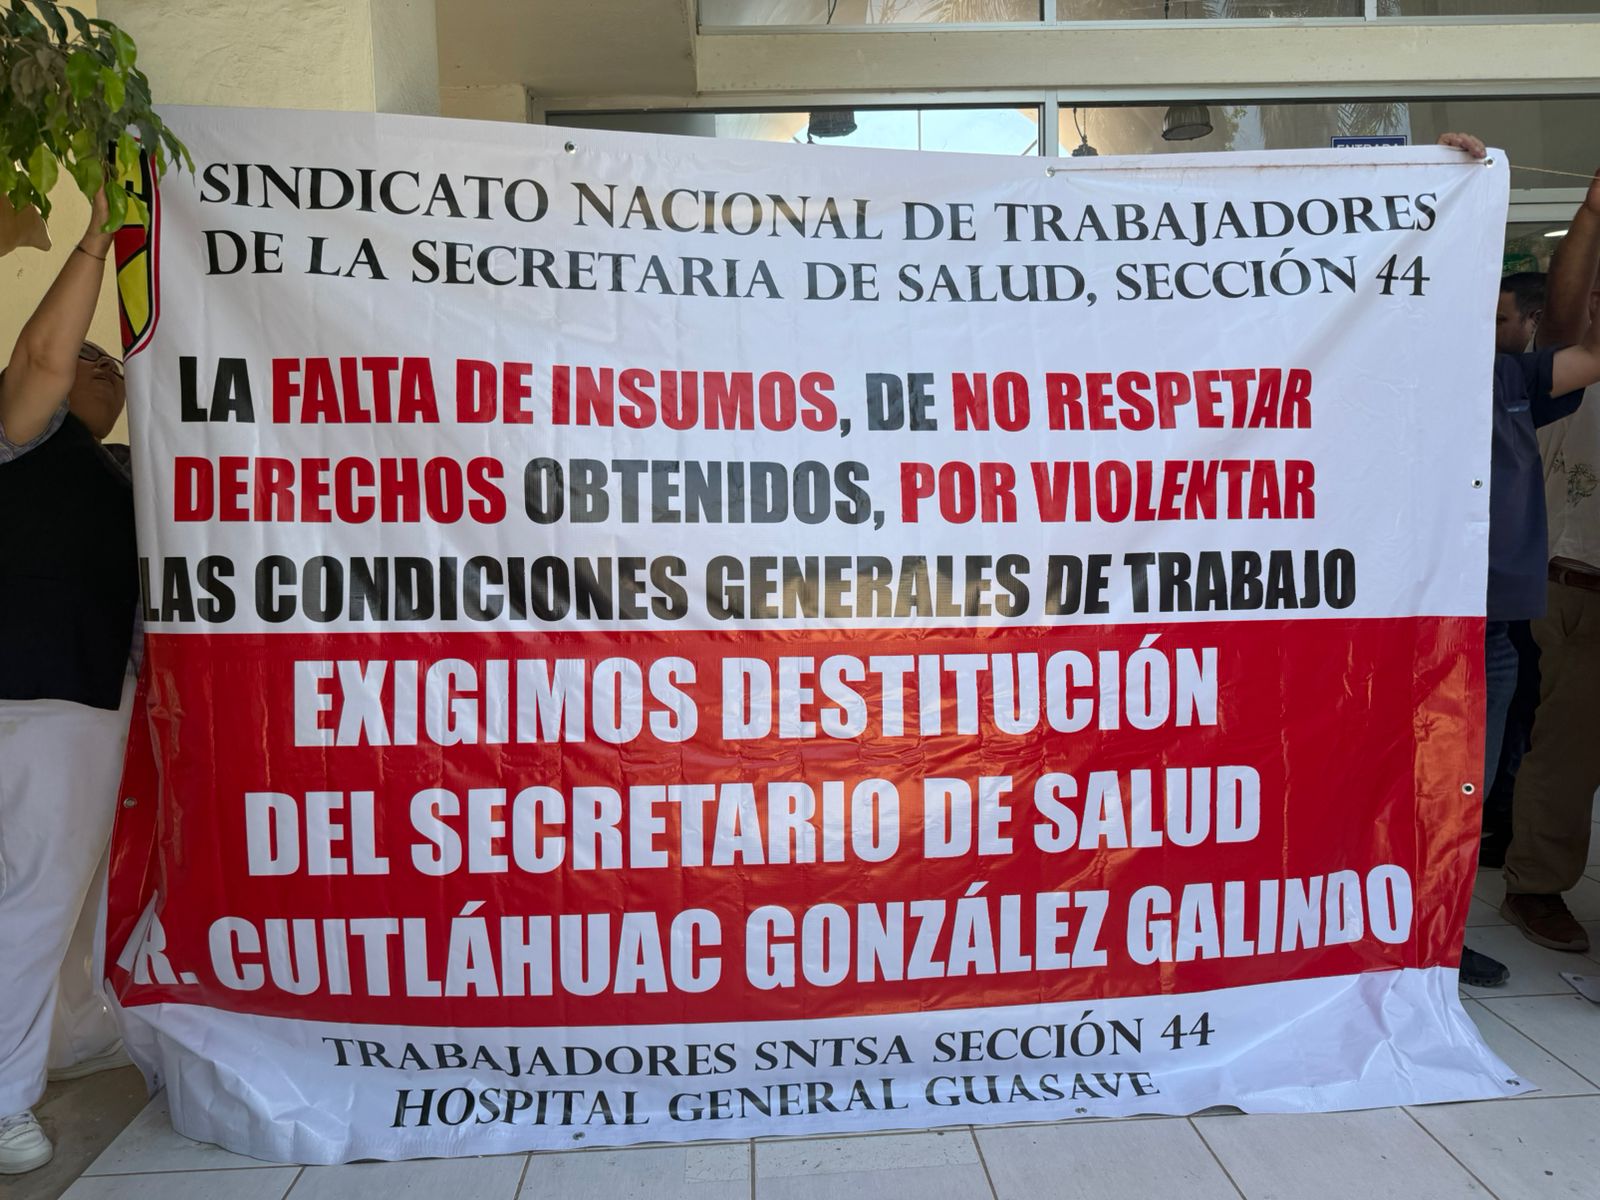 ENTRADA
SINDICATO NACIONAL DE TRABAJADORES
DE LA SECRETARIA DE SALUD, SECCIÓN 44
LA FALTA DE INSUMOS, DE NO RESPETAR
DERECHOS OBTENIDOS, POR VIOLENTAR
LAS CONDICIONES GENERALES DE TRABAJO
EXIGIMOS DESTITUCIÓN
DEL SECRETARIO DE SALUD
R. CUITLÁHUAC GONZÁLEZ GALINDO
TRABAJADORES SNTSA SECCIÓN 44
HOSPITAL GENERAL GUASAVE